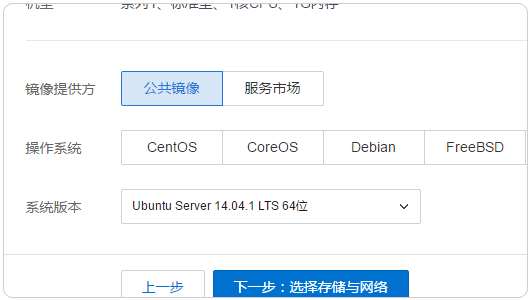 机型 系列1、标准型、1核CPU、1G内存
镜像提供方 公共镜像 服务市场
操作系统 CentOS CoreOS Debian FreeBSD
系统版本 Ubuntu Server 14.04.1 LTS 64位
上一步 下一步：选择存储与网络